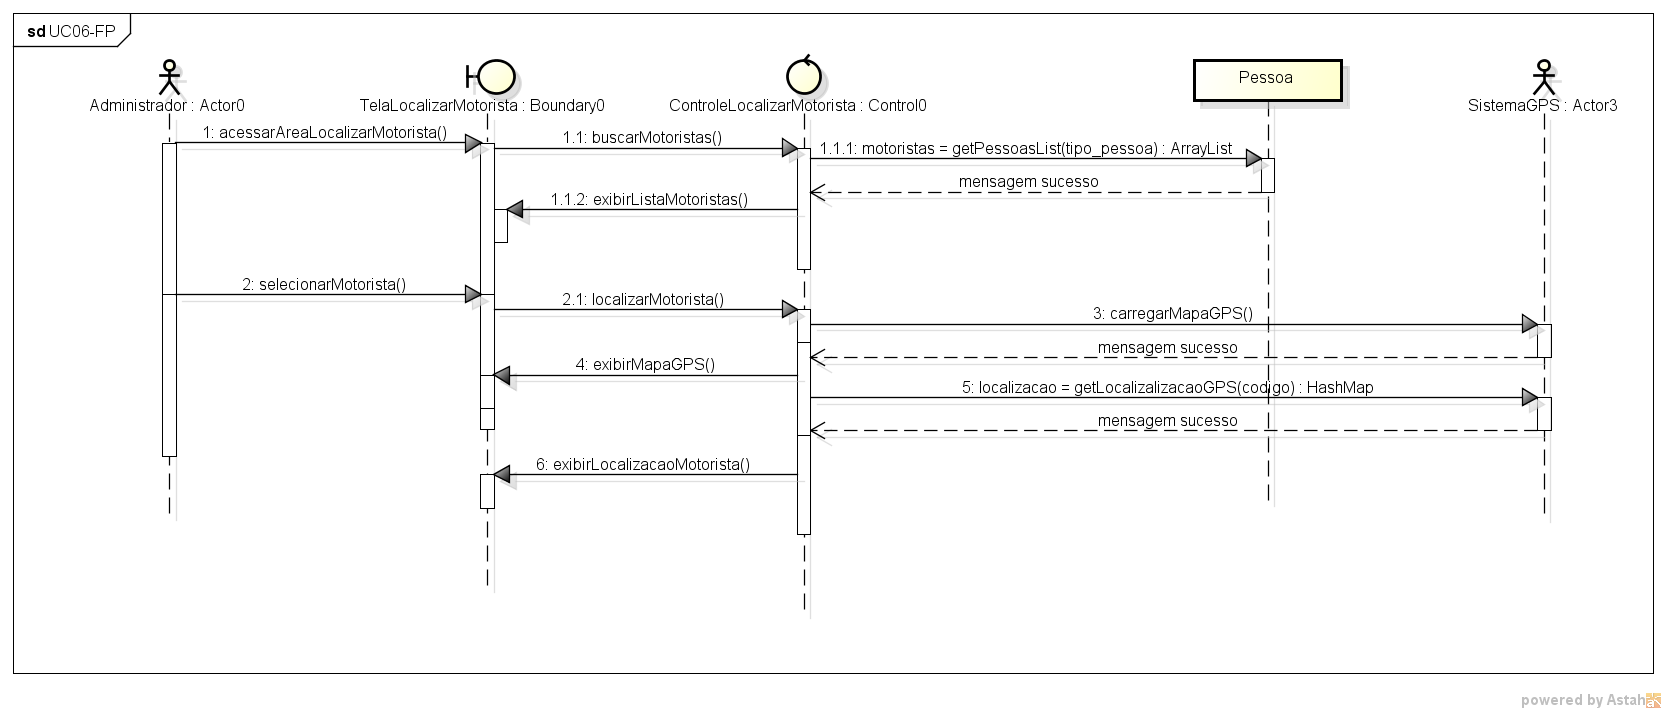 sd UC06-FP
Administrador : Actor0
TelaLocalizarMotorista : Boundary0
ControleLocalizarMotorista : Control0
Pessoa
SistemaGPS : Actor3
1: acessarAreaLocalizarMotorista()
1.1: buscarMotoristas()
1.1.1: motoristas = getPessoasList(tipo_pessoa) : ArrayList
mensagem sucesso
1.1.2: exibirListaMotoristas()
2: selecionarMotorista()
2.1: localizarMotorista()
3: carregarMapaGPS()
mensagem sucesso
4: exibirMapaGPS()
5: localizacao = getLocalizalizacaoGPS(codigo) : HashMap
mensagem sucesso
6: exibirLocalizacaoMotorista()
powered by Astah